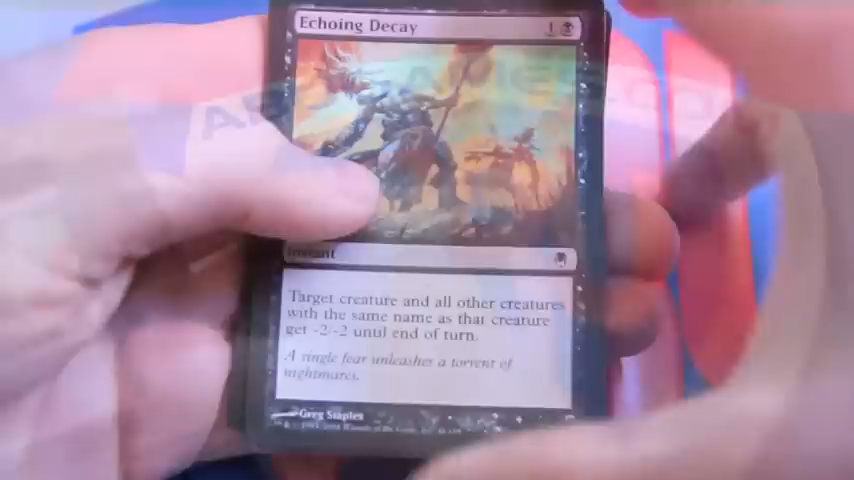 Echoing Decay 1
Target creature and all other creatures
with the same name as that creature
get -2/-2 until end of turn.
A single fear unleashes a torrent of
nightmares.
Greg Staples